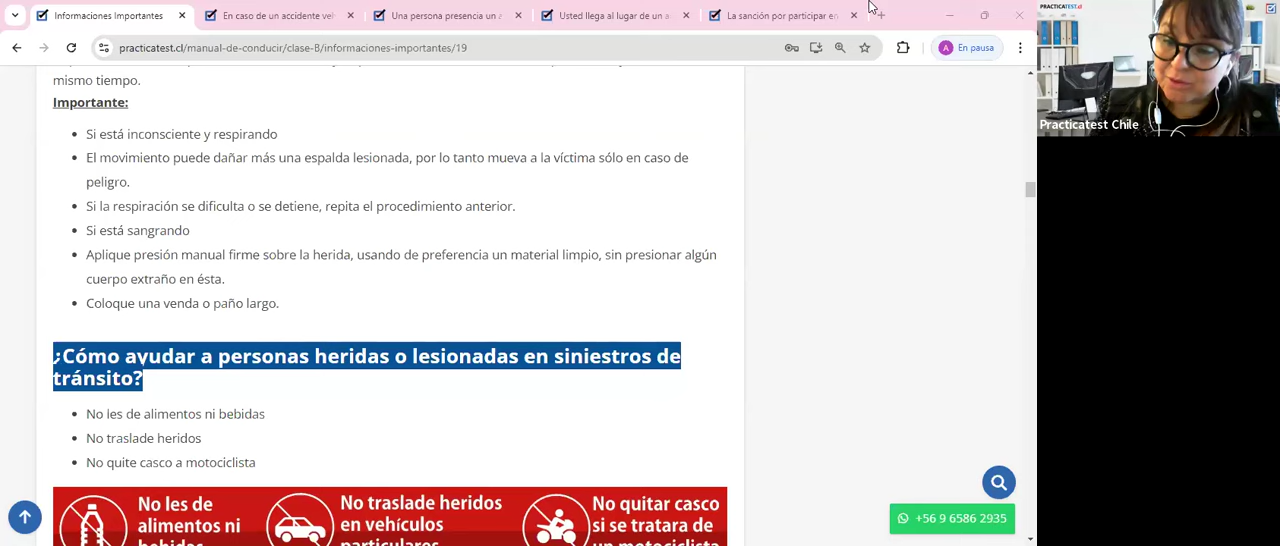 Informaciones Importantes
En caso de un accidente veh
Una persona presencia un a
Usted llega al lugar de un a
La sanción por participar en
practicatest.cl/manual-de-conducir/clase-B/informaciones-importantes/19
A En pausa
PRACTICATEST.cl
Practicatest Chile
mismo tiempo.
Importante:
Si está inconsciente y respirando
El movimiento puede dañar más una espalda lesionada, por lo tanto mueva a la víctima sólo en caso de
peligro.
Si la respiración se dificulta o se detiene, repita el procedimiento anterior.
Si está sangrando
Aplique presión manual firme sobre la herida, usando de preferencia un material limpio, sin presionar algún
cuerpo extraño en ésta.
Coloque una venda o paño largo.
¿Cómo ayudar a personas heridas o lesionadas en siniestros de
tránsito?
No les de alimentos ni bebidas
No traslade heridos
No quite casco a motociclista
No les de
alimentos ni
bebidas
No traslade heridos
en vehículos
particulares
No quitar casco
si se tratara de
un motociclista
+56 9 6586 2935